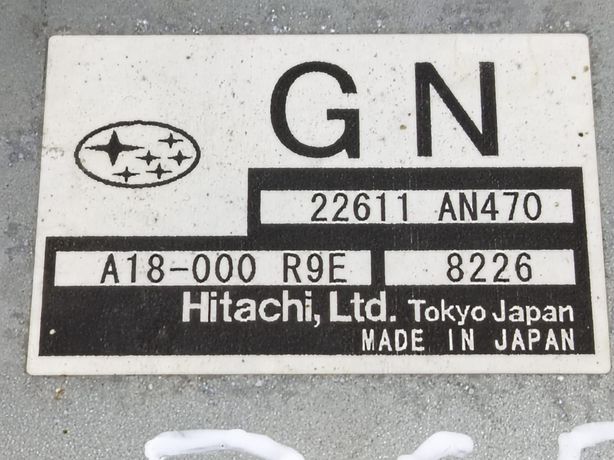 GN
22611 AN470
A18-000 R9E 8226
Hitachi, Ltd. Tokyo Japan
MADE IN JAPAN